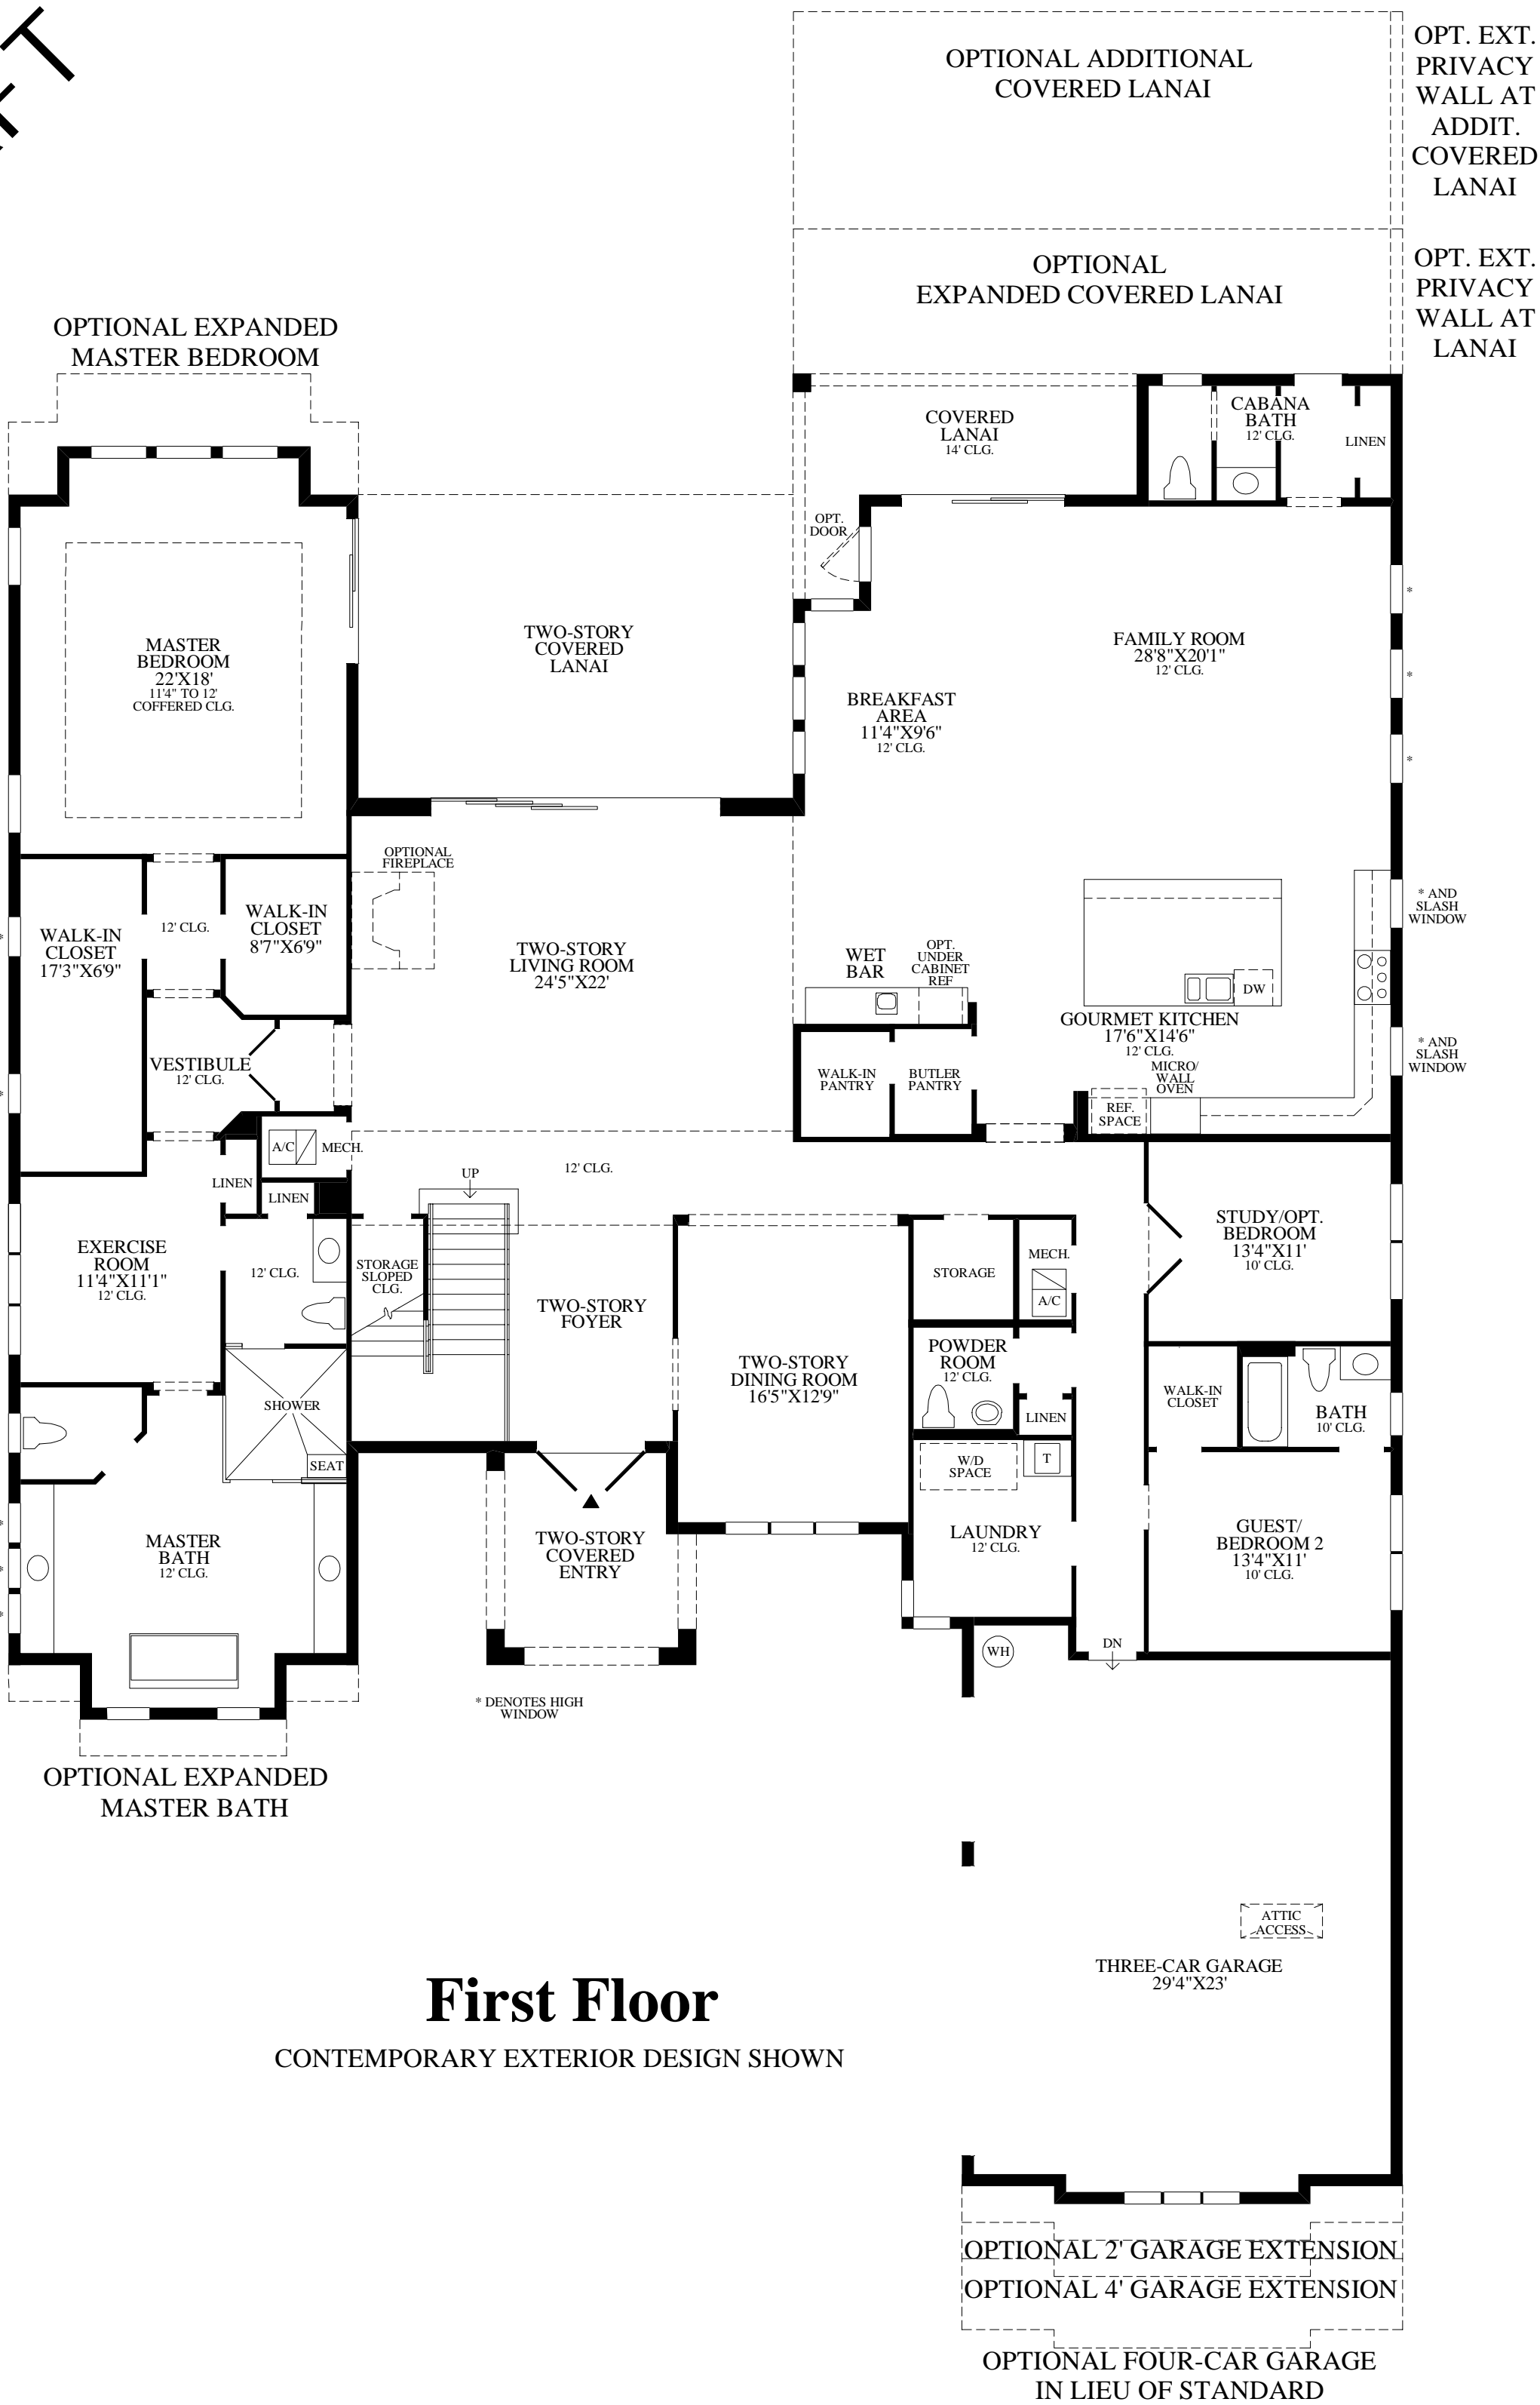 OPTIONAL ADDITIONAL
COVERED LANAI
OPT. EXT.
PRIVACY
WALL AT
ADDIT.
COVERED
LANAI
OPTIONAL
EXPANDED COVERED LANAI
OPT. EXT.
PRIVACY
WALL AT
LANAI
OPTIONAL EXPANDED
MASTER BEDROOM
COVERED
LANAI
14' CLG.
CABANA
BATH
12' CLG.
LINEN
OPT.
DOOR
MASTER
BEDROOM
22'X18'
11'4" TO 12'
COFFERED CLG.
TWO-STORY
COVERED
LANAI
FAMILY ROOM
28'8"X20'1"
12' CLG.
*
*
*
BREAKFAST
AREA
11'4"X9'6"
12' CLG.
OPTIONAL
FIREPLACE
WALK-IN
CLOSET
17'3"X6'9"
*
*
12' CLG.
WALK-IN
CLOSET
8'7"X6'9"
TWO-STORY
LIVING ROOM
24'5"X22'
WET
BAR
OPT.
UNDER
CABINET
REF
DW
* AND
SLASH
WINDOW
GOURMET KITCHEN
17'6"X14'6"
12' CLG.
MICRO/
WALL
OVEN
REF.
SPACE
* AND
SLASH
WINDOW
VESTIBULE
12' CLG.
WALK-IN
PANTRY
BUTLER
PANTRY
A/C
MECH.
LINEN
LINEN
UP
12' CLG.
EXERCISE
ROOM
11'4"X11'1"
12' CLG.
12' CLG.
STORAGE
SLOPED
CLG.
TWO-STORY
FOYER
STORAGE
MECH.
A/C
STUDY/OPT.
BEDROOM
13'4"X11'
10' CLG.
TWO-STORY
DINING ROOM
16'5"X12'9"
POWDER
ROOM
12' CLG.
LINEN
WALK-IN
CLOSET
BATH
10' CLG.
SHOWER
SEAT
W/D
SPACE
T
MASTER
BATH
12' CLG.
*
*
*
TWO-STORY
COVERED
ENTRY
LAUNDRY
12' CLG.
GUEST/
BEDROOM 2
13'4"X11'
10' CLG.
WH
DN
* DENOTES HIGH
WINDOW
OPTIONAL EXPANDED
MASTER BATH
ATTIC
ACCESS
THREE-CAR GARAGE
29'4"X23'
First Floor
CONTEMPORARY EXTERIOR DESIGN SHOWN
OPTIONAL 2' GARAGE EXTENSION
OPTIONAL 4' GARAGE EXTENSION
OPTIONAL FOUR-CAR GARAGE
IN LIEU OF STANDARD